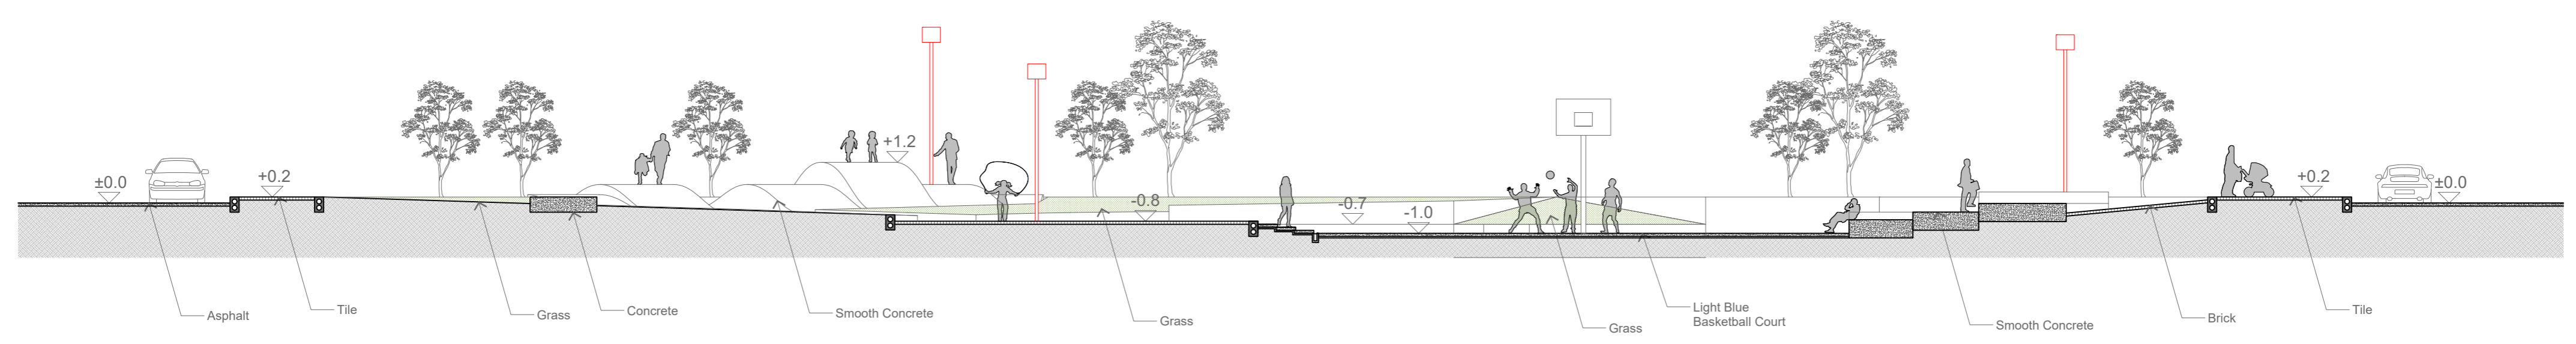 ±0.0
+0.2
+1.2
-0.8
-0.7
-1.0
+0.2
±0.0
Asphalt
Tile
Grass
Concrete
Smooth Concrete
Grass
Grass
Light Blue
Basketball Court
Smooth Concrete
Brick
Tile